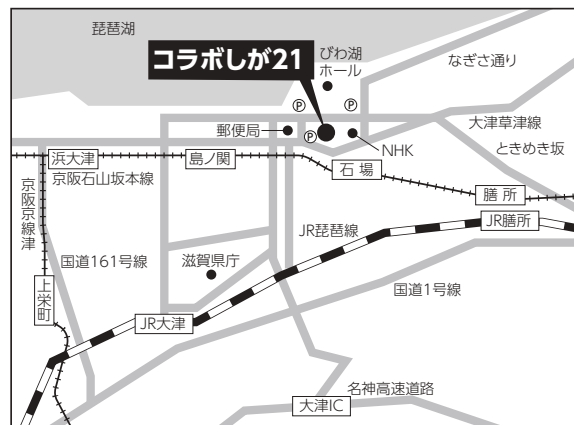 琵琶湖
コラボしが21
びわ湖
ホール
なぎさ通り
Ⓟ
Ⓟ
Ⓟ
郵便局
NHK
大津草津線
ときめき坂
浜大津
島ノ関
石場
膳所
京阪石山坂本線
京阪京線津
JR琵琶線
JR膳所
国道161号線
滋賀県庁
国道1号線
上栄町
JR大津
名神高速道路
大津IC